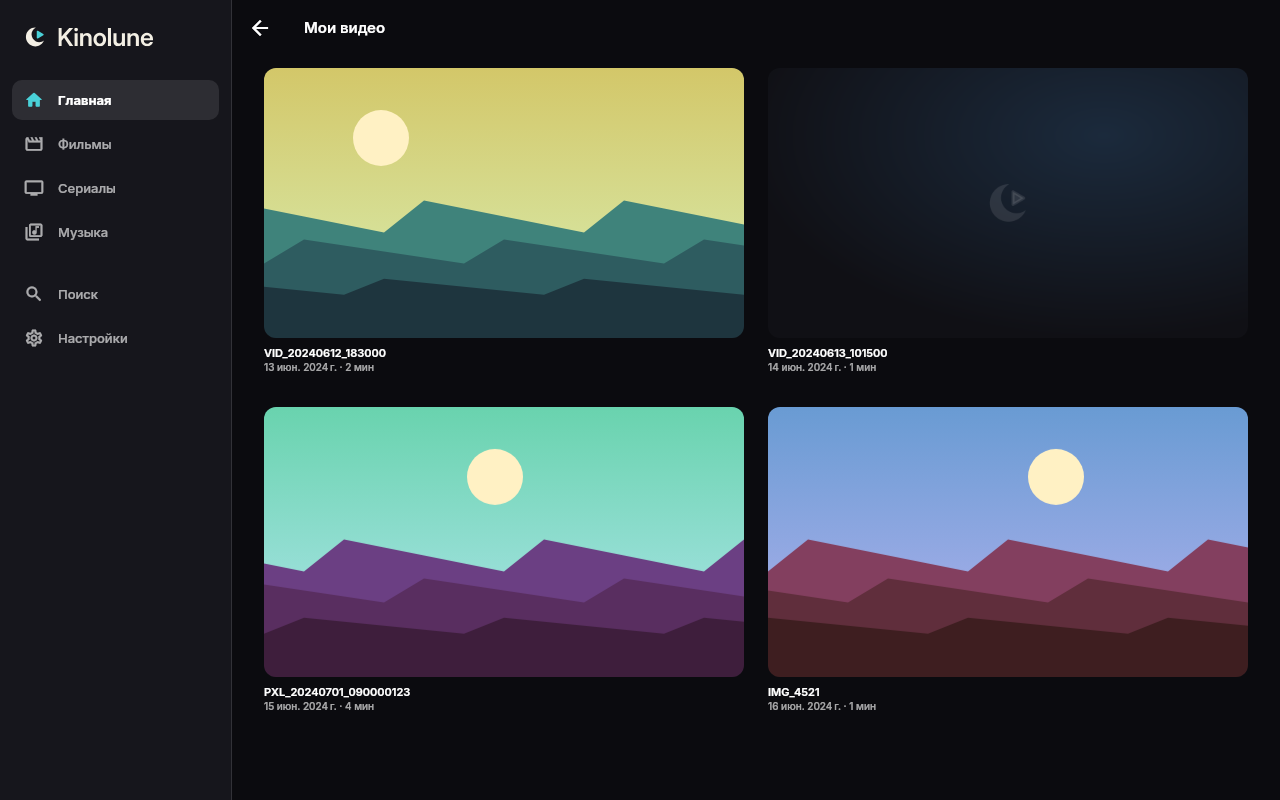 Kinolune
Главная
Фильмы
Сериалы
Музыка
Поиск
Настройки
Мои видео
VID_20240612_183000
13 июн. 2024 г. · 2 мин
VID_20240613_101500
14 июн. 2024 г. · 1 мин
PXL_20240701_090000123
15 июн. 2024 г. · 4 мин
IMG_4521
16 июн. 2024 г. · 1 мин